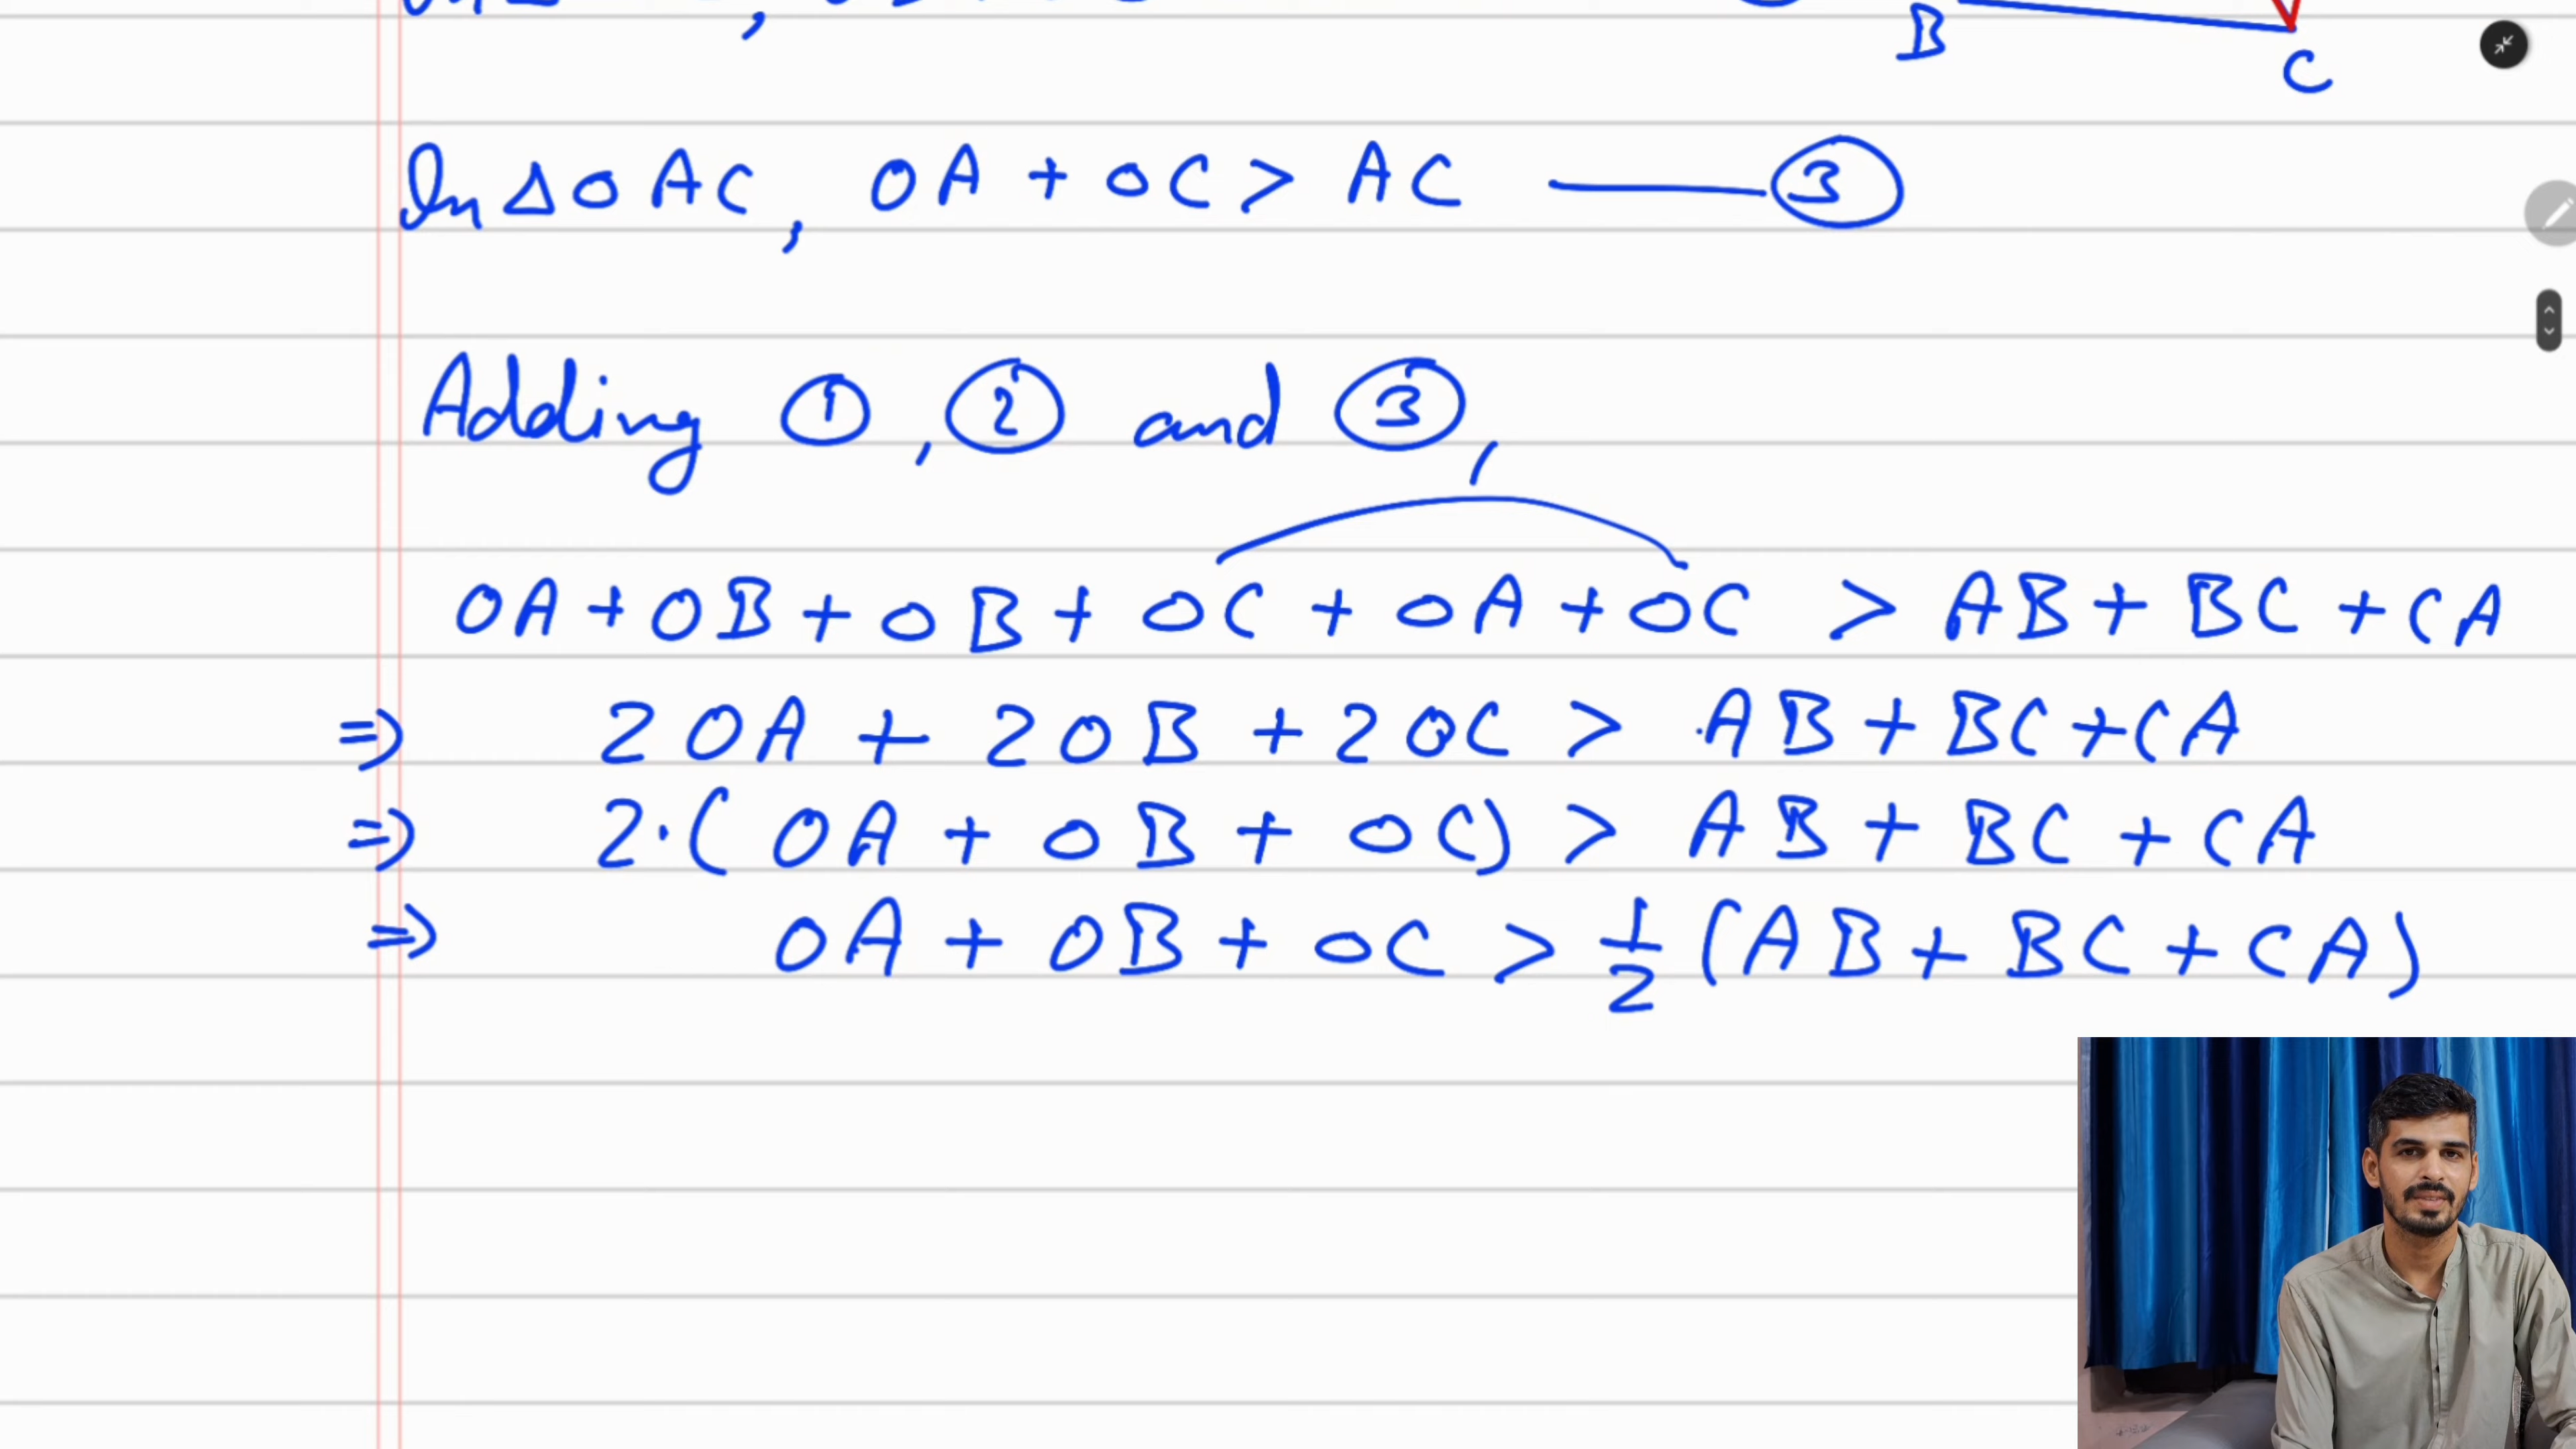 B
C
In ΔOAC, OA + OC > AC —— ③
Adding ①, ② and ③,
OA + OB + OB + OC + OA + OC > AB + BC + CA
⇒ 2OA + 2OB + 2OC > AB + BC + CA
⇒ 2·(OA + OB + OC) > AB + BC + CA
⇒ OA + OB + OC > 1/2 (AB + BC + CA)